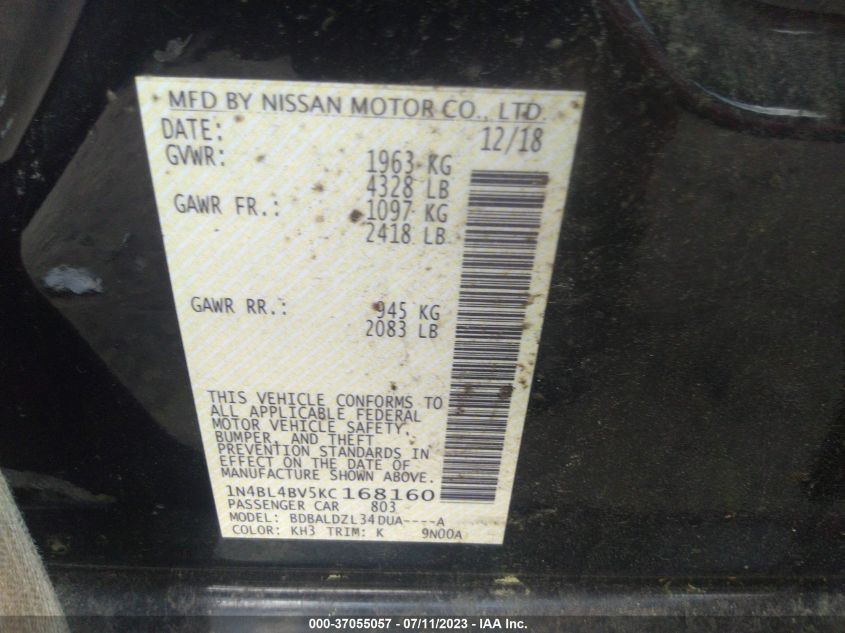 MFD BY NISSAN MOTOR CO., LTD.
DATE: 12/18
GVWR: 1963 KG
4328 LB
GAWR FR.: 1097 KG
2418 LB
GAWR RR.: 945 KG
2083 LB
THIS VEHICLE CONFORMS TO
ALL APPLICABLE FEDERAL
MOTOR VEHICLE SAFETY,
BUMPER, AND THEFT
PREVENTION STANDARDS IN
EFFECT ON THE DATE OF
MANUFACTURE SHOWN ABOVE.
1N4BL4BV5KC168160
PASSENGER CAR 803
MODEL: BDBALDZL34DUA----A
COLOR: KH3 TRIM: K 9N00A
000-37055057 - 07/11/2023 - IAA Inc.